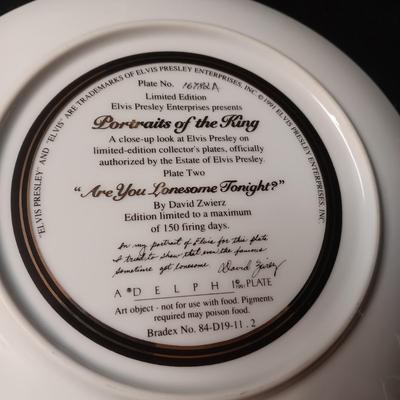 "ELVIS PRESLEY" AND "ELVIS" ARE TRADEMARKS OF ELVIS PRESLEY ENTERPRISES, INC. ©1991 ELVIS PRESLEY ENTERPRISES, INC.
Plate No.
Limited Edition
Elvis Presley Enterprises presents
Portraits of the King
A close-up look at Elvis Presley on
limited-edition collector's plates, officially
authorized by the Estate of Elvis Presley.
Plate Two
"Are You Lonesome Tonight?"
By David Zwierz
Edition limited to a maximum
of 150 firing days.
In my portrait of Elvis for this plate
I tried to show that even the famous
sometimes get lonesome David Zwierz
A DELPHI PLATE
Art object - not for use with food. Pigments
required may poison food.
Bradex No. 84-D19-11.2